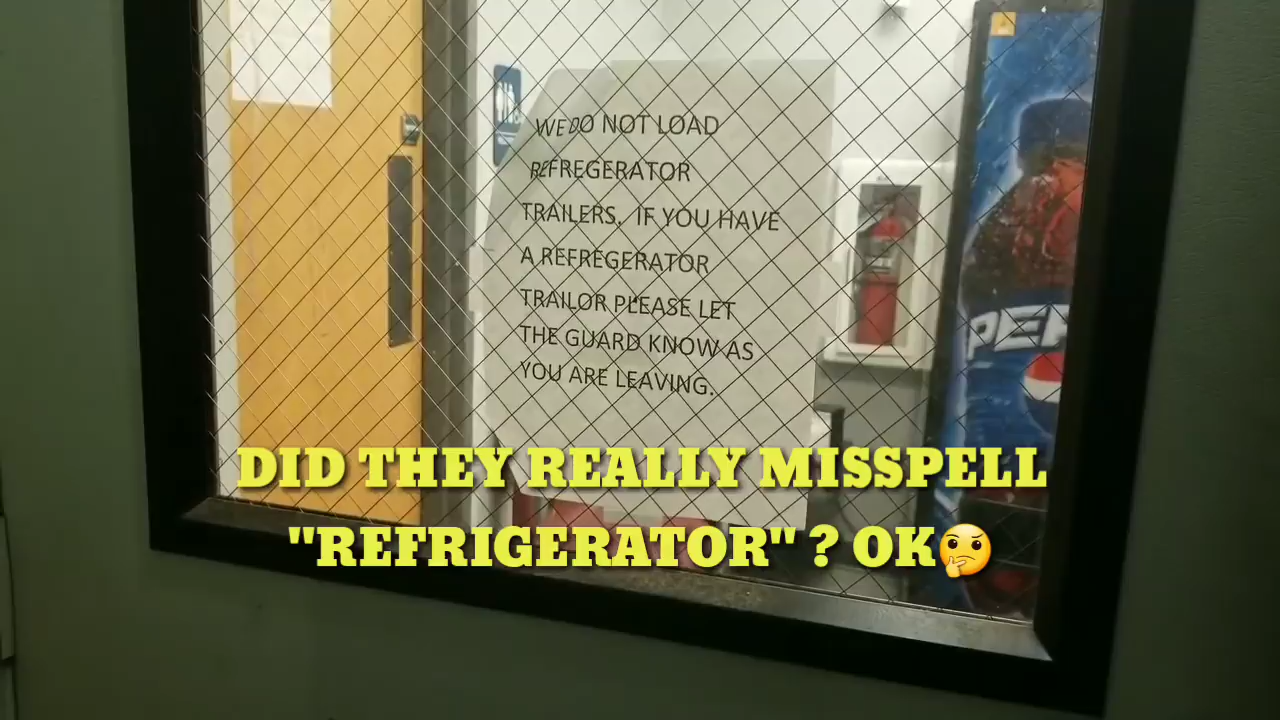 WE DO NOT LOAD
REFREGERATOR
TRAILERS. IF YOU HAVE
A REFREGERATOR
TRAILOR PLEASE LET
THE GUARD KNOW AS
YOU ARE LEAVING.
DID THEY REALLY MISSPELL
"REFRIGERATOR" ? OK🤔